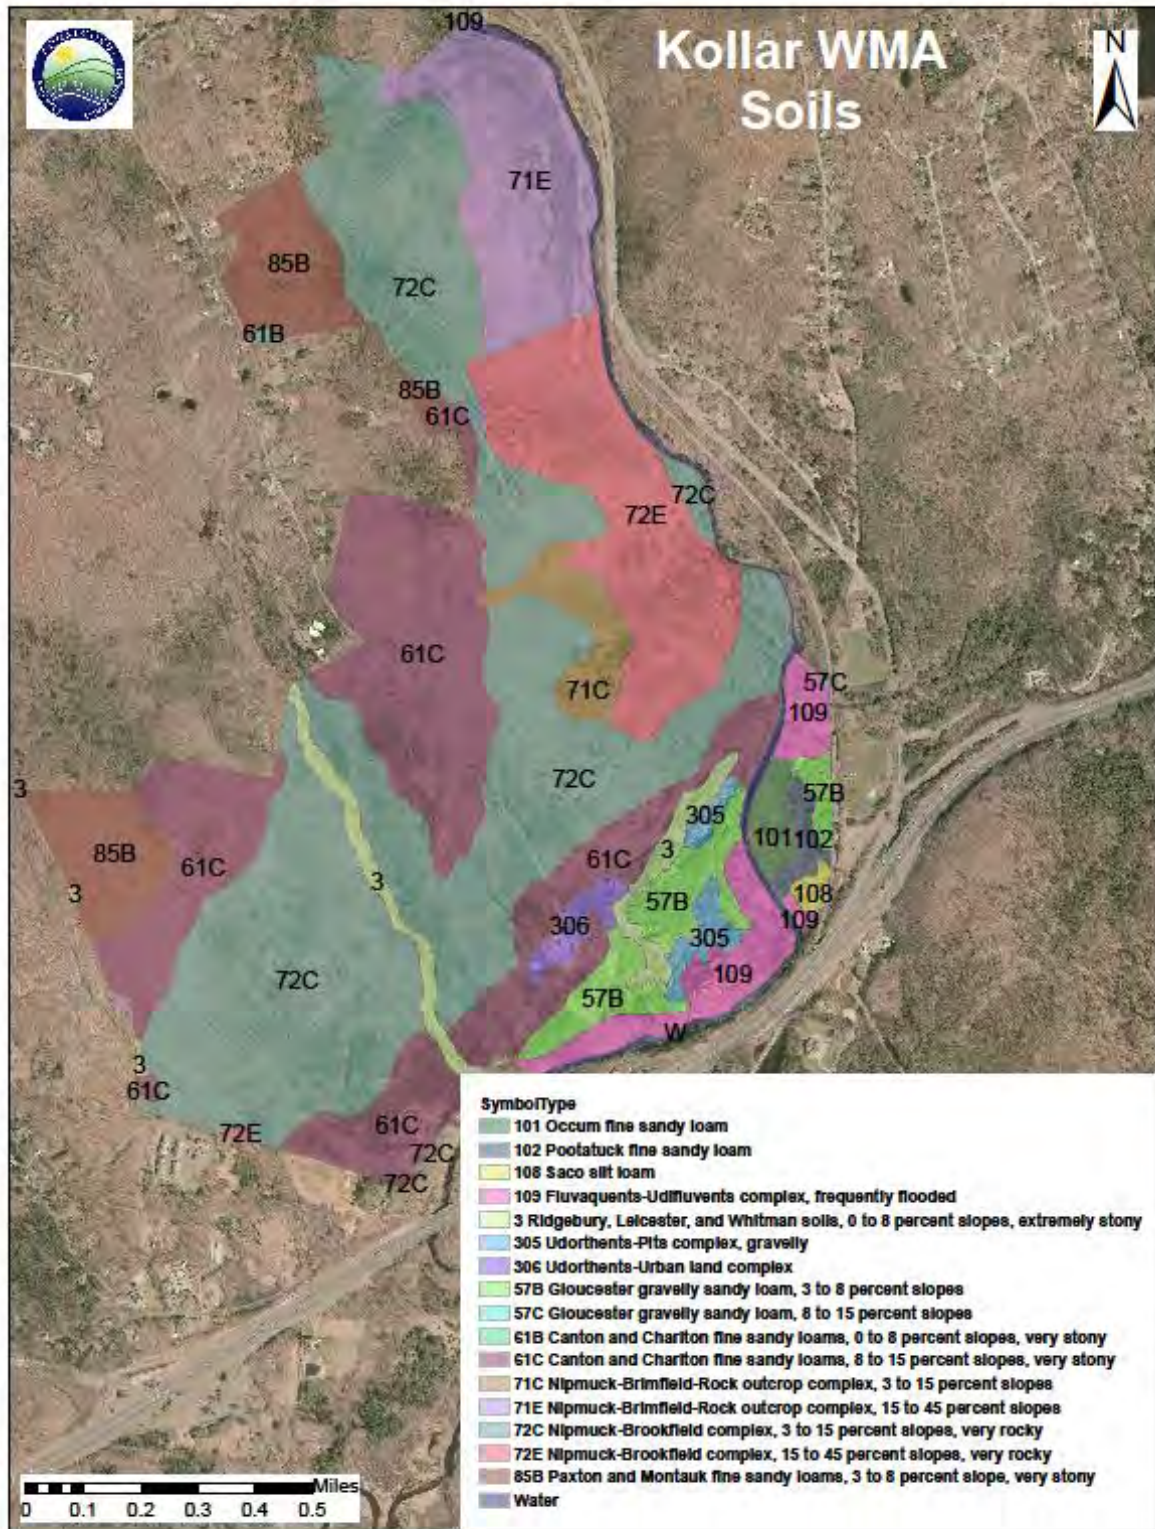 109
Kollar WMA
Soils
N
71E
85B
72C
61B
85B
61C
72C
72E
61C
71C
57C
109
72C
3
57B
305
101
102
85B
61C
3
3
61C
3
57B
108
306
305
109
109
72C
57B
W
3
61C
61C
72E
72C
72C
SymbolType
101 Occum fine sandy loam
102 Pootatuck fine sandy loam
108 Saco silt loam
109 Fluvaquents-Udifluvents complex, frequently flooded
3 Ridgebury, Leicester, and Whitman soils, 0 to 8 percent slopes, extremely stony
305 Udorthents-Pits complex, gravelly
306 Udorthents-Urban land complex
57B Gloucester gravelly sandy loam, 3 to 8 percent slopes
57C Gloucester gravelly sandy loam, 8 to 15 percent slopes
61B Canton and Charlton fine sandy loams, 0 to 8 percent slopes, very stony
61C Canton and Charlton fine sandy loams, 8 to 15 percent slopes, very stony
71C Nipmuck-Brimfield-Rock outcrop complex, 3 to 15 percent slopes
71E Nipmuck-Brimfield-Rock outcrop complex, 15 to 45 percent slopes
72C Nipmuck-Brookfield complex, 3 to 15 percent slopes, very rocky
72E Nipmuck-Brookfield complex, 15 to 45 percent slopes, very rocky
85B Paxton and Montauk fine sandy loams, 3 to 8 percent slope, very stony
Water
Miles
0 0.1 0.2 0.3 0.4 0.5